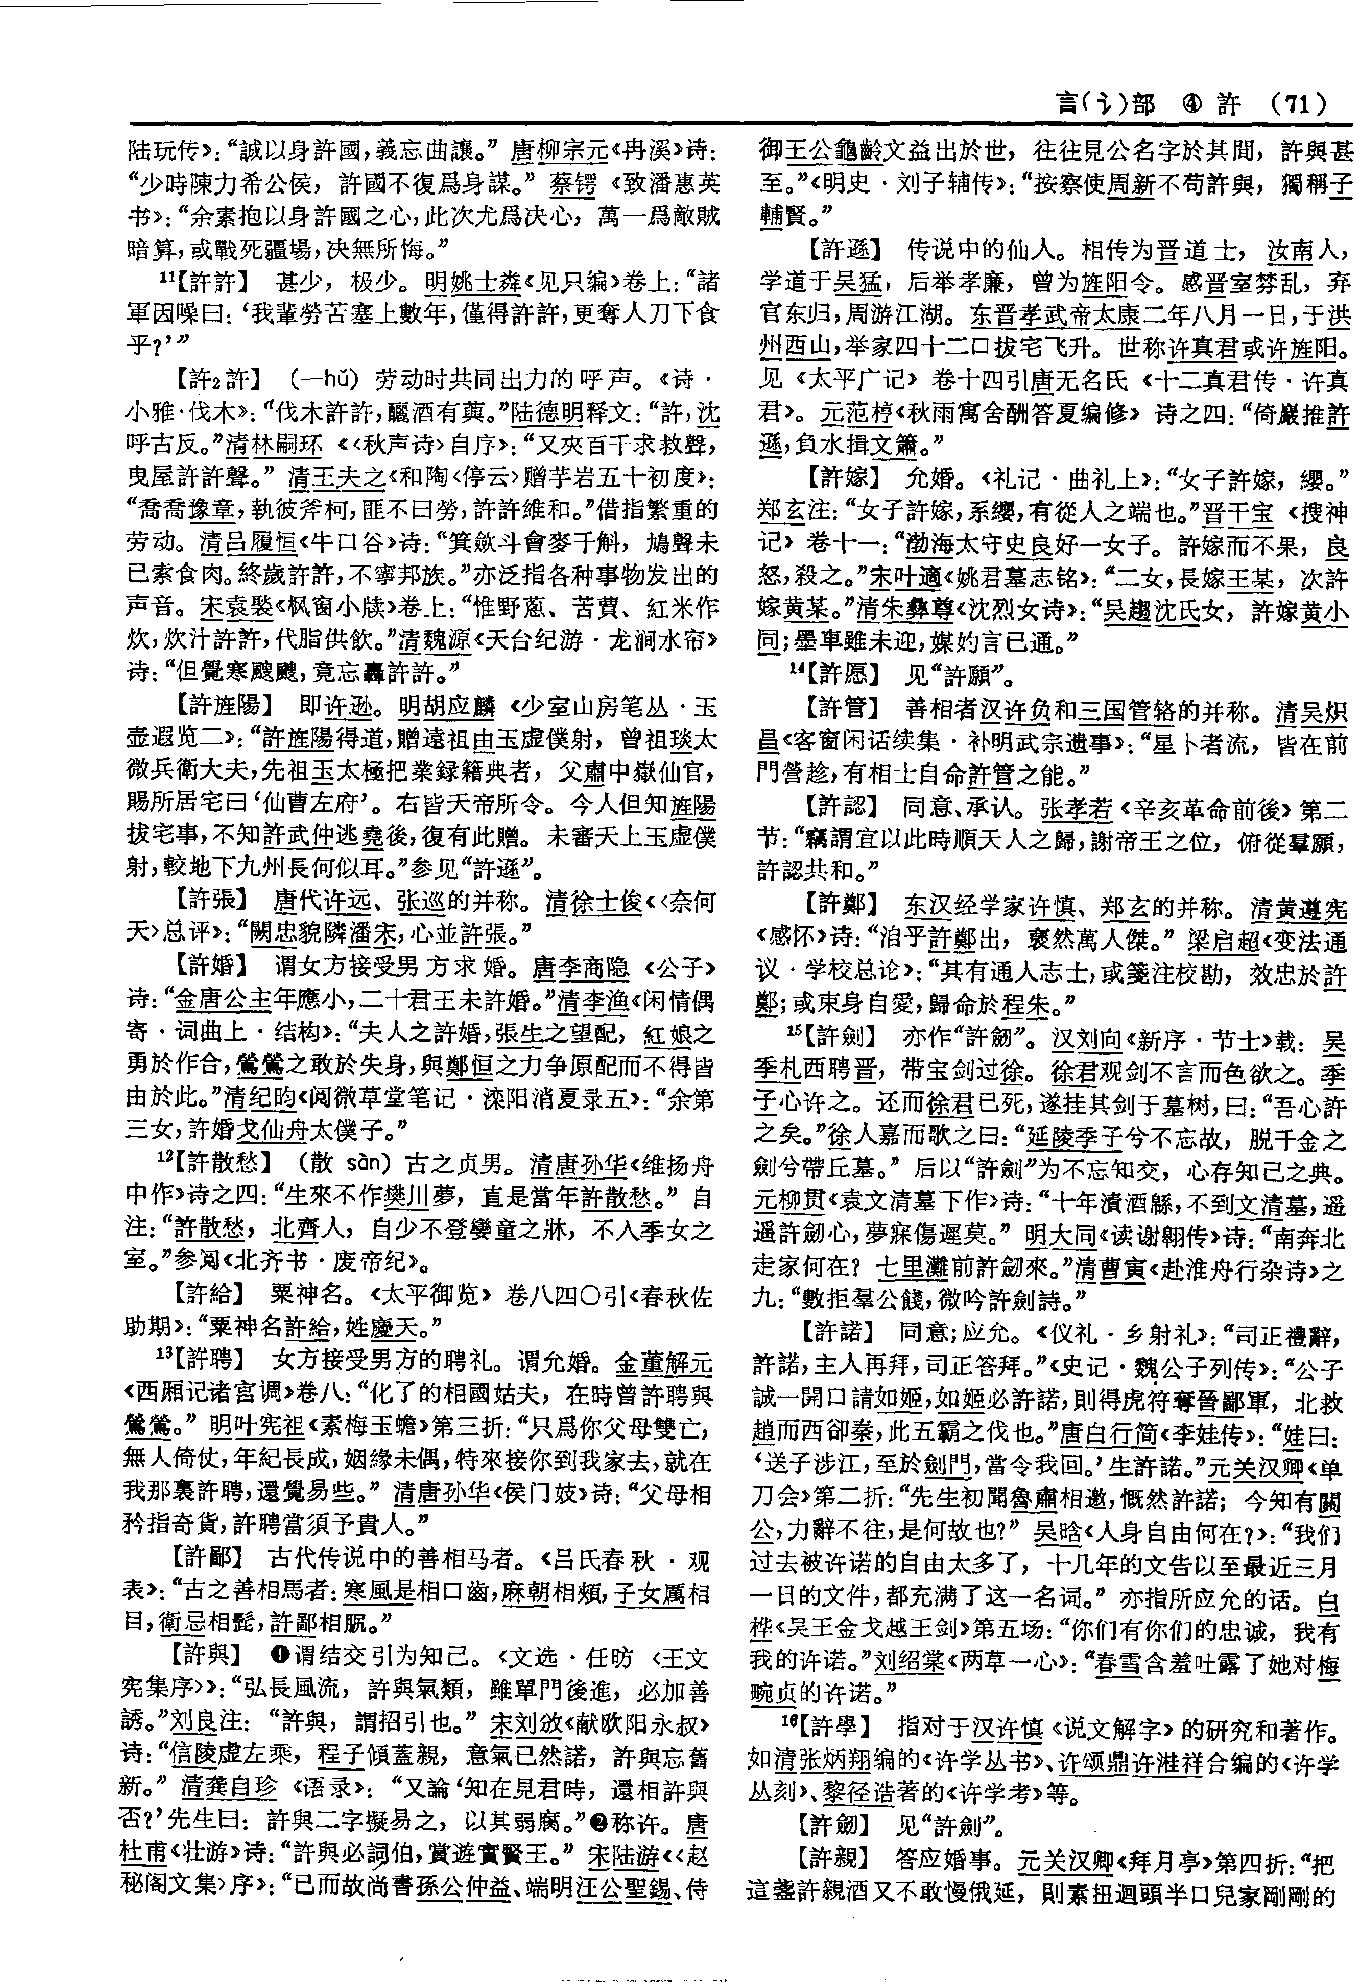 言(讠)部 ④ 許 (71)
陆玩传》：“誠以身許國，義忘曲讓。” 唐柳宗元《冉溪》诗：
“少時陳力希公侯，許國不復爲身謀。” 蔡锷《致潘惠英
书》：“余素抱以身許國之心，此次尤爲决心，萬一爲敵賊
暗算，或戰死疆場，决無所悔。”
11【許許】 甚少，极少。明姚士粦《见只编》卷上：“諸
軍因噪曰：‘我輩勞苦塞上數年，僅得許許，更奪人刀下食
乎？’”
【許2許】 （—hǔ）劳动时共同出力的呼声。《诗·
小雅·伐木》：“伐木許許，釃酒有藇。”陆德明释文：“許，沈
呼古反。”清林嗣环《〈秋声诗〉自序》：“又夾百千求救聲，
曳屋許許聲。” 清王夫之《和陶〈停云〉赠芋岩五十初度》：
“喬喬豫章，執彼斧柯，匪不曰勞，許許維和。”借指繁重的
劳动。清吕履恒《牛口谷》诗：“箕斂斗會麥于斛，鳩聲未
已索食肉。終歲許許，不寧邦族。”亦泛指各种事物发出的
声音。宋袁褧《枫窗小牍》卷上：“惟野蔥、苦蕒、紅米作
炊，炊汁許許，代脂供飲。”清魏源《天台纪游·龙涧水帘》
诗：“但覺寒颼颼，竟忘轟許許。”
【許旌陽】 即许逊。明胡应麟《少室山房笔丛·玉
壶遐览二》：“許旌陽得道，贈遠祖由玉虚僕射，曾祖琰太
微兵衛大夫，先祖玉太極把業録籍典者，父肅中嶽仙官，
賜所居宅曰‘仙曹左府’。右皆天帝所令。今人但知旌陽
拔宅事，不知許武仲逃堯後，復有此贈。未審天上玉虚僕
射，較地下九州長何似耳。”参见“許遜”。
【許張】 唐代许远、张巡的并称。清徐士俊《〈奈何
天〉总评》：“闕忠貌隣潘宋，心並許張。”
【許婚】 谓女方接受男方求婚。唐李商隐《公子》
诗：“金唐公主年應小，二十君王未許婚。”清李渔《闲情偶
寄·词曲上·结构》：“夫人之許婚，張生之望配，紅娘之
勇於作合，鶯鶯之敢於失身，與鄭恒之力争原配而不得皆
由於此。”清纪昀《阅微草堂笔记·滦阳消夏录五》：“余第
三女，許婚戈仙舟太僕子。”
12【許散愁】 （散 sàn）古之贞男。清唐孙华《维扬舟
中作》诗之四：“生來不作樊川夢，直是當年許散愁。” 自
注：“許散愁，北齊人，自少不登孌童之牀，不入季女之
室。”参阅《北齐书·废帝纪》。
【許給】 粟神名。《太平御览》卷八四〇引《春秋佐
助期》：“粟神名許給，姓慶天。”
13【許聘】 女方接受男方的聘礼。谓允婚。金董解元
《西厢记诸宫调》卷八：“化了的相國姑夫，在時曾許聘與
鶯鶯。” 明叶宪祖《素梅玉蟾》第三折：“只爲你父母雙亡，
無人倚仗，年紀長成，姻緣未偶，特來接你到我家去，就在
我那裏許聘，還覺易些。” 清唐孙华《侯门妓》诗：“父母相
矜指奇貨，許聘當須予貴人。”
【許鄙】 古代传说中的善相马者。《吕氏春秋·观
表》：“古之善相馬者：寒風是相口齒，麻朝相頰，子女厲相
目，衛忌相髭，許鄙相脈。”
【許與】 ❶谓结交引为知己。《文选·任昉〈王文
宪集序〉》：“弘長風流，許與氣類，雖單門後進，必加善
誘。”刘良注：“許與，謂招引也。” 宋刘攽《献欧阳永叔》
诗：“信陵虚左乘，程子傾蓋親，意氣已然諾，許與忘舊
新。” 清龚自珍《语录》：“又論‘知在見君時，還相許與
否？’先生曰：許與二字擬易之，以其弱腐。”❷称许。唐
杜甫《壮游》诗：“許與必詞伯，賞遊實賢王。” 宋陆游《〈赵
秘阁文集〉序》：“已而故尚書孫公仲益、端明汪公聖錫、侍
御王公龜齡文益出於世，往往見公名字於其間，許與甚
至。”《明史·刘子辅传》：“按察使周新不苟許與，獨稱子
輔賢。”
【許遜】 传说中的仙人。相传为晋道士，汝南人，
学道于吴猛，后举孝廉，曾为旌阳令。感晋室棼乱，弃
官东归，周游江湖。东晋孝武帝太康二年八月一日，于洪
州西山，举家四十二口拔宅飞升。世称许真君或许旌阳。
见《太平广记》卷十四引唐无名氏《十二真君传·许真
君》。元范梈《秋雨寓舍酬答夏编修》诗之四：“倚巖推許
遜，負水揖文簫。”
【許嫁】 允婚。《礼记·曲礼上》：“女子許嫁，纓。”
郑玄注：“女子許嫁，系纓，有從人之端也。”晋干宝《搜神
记》卷十一：“渤海太守史良好一女子。許嫁而不果，良
怒，殺之。”宋叶適《姚君墓志铭》：“二女，長嫁王某，次許
嫁黄某。”清朱彝尊《沈烈女诗》：“吴趨沈氏女，許嫁黄小
同；墨車雖未迎，媒妁言已通。”
14【許愿】 见“許願”。
【許管】 善相者汉许负和三国管辂的并称。清吴炽
昌《客窗闲话续集·补明武宗遗事》：“星卜者流，皆在前
門營趁，有相士自命許管之能。”
【許認】 同意、承认。张孝若《辛亥革命前後》第二
节：“竊謂宜以此時順天人之歸，謝帝王之位，俯從羣願，
許認共和。”
【許鄭】 东汉经学家许慎、郑玄的并称。清黄遵宪
《感怀》诗：“洎乎許鄭出，褎然萬人傑。” 梁启超《变法通
议·学校总论》：“其有通人志士，或箋注校勘，效忠於許
鄭；或束身自愛，歸命於程朱。”
15【許劍】 亦作“許劒”。汉刘向《新序·节士》载：吴
季札西聘晋，带宝剑过徐。徐君观剑不言而色欲之。季
子心许之。还而徐君已死，遂挂其剑于墓树，曰：“吾心許
之矣。”徐人嘉而歌之曰：“延陵季子兮不忘故，脱千金之
劍兮帶丘墓。” 后以“許劍”为不忘知交，心存知己之典。
元柳贯《袁文清墓下作》诗：“十年漬酒緜，不到文清墓，遥
遥許劒心，夢寐傷遲莫。” 明大同《读谢翱传》诗：“南奔北
走家何在？七里灘前許劒來。”清曹寅《赴淮舟行杂诗》之
九：“數拒羣公餞，微吟許劍詩。”
【許諾】 同意；应允。《仪礼·乡射礼》：“司正禮辭，
許諾，主人再拜，司正答拜。”《史记·魏公子列传》：“公子
誠一開口請如姬，如姬必許諾，則得虎符奪晉鄙軍，北救
趙而西卻秦，此五霸之伐也。”唐白行简《李娃传》：“娃曰：
‘送子涉江，至於劍門，當令我回。’生許諾。”元关汉卿《单
刀会》第二折：“先生初聞魯肅相邀，慨然許諾；今知有關
公，力辭不往，是何故也？” 吴晗《人身自由何在？》：“我们
过去被许诺的自由太多了，十几年的文告以至最近三月
一日的文件，都充满了这一名词。” 亦指所应允的话。白
桦《吴王金戈越王剑》第五场：“你们有你们的忠诚，我有
我的许诺。”刘绍棠《两草一心》：“春雪含羞吐露了她对梅
畹贞的许诺。”
16【許學】 指对于汉许慎《说文解字》的研究和著作。
如清张炳翔编的《许学丛书》、许颂鼎许溎祥合编的《许学
丛刻》、黎径诰著的《许学考》等。
【許劒】 见“許劍”。
【許親】 答应婚事。元关汉卿《拜月亭》第四折：“把
這盞許親酒又不敢慢俄延，則索扭迴頭半口兒家剛剛的